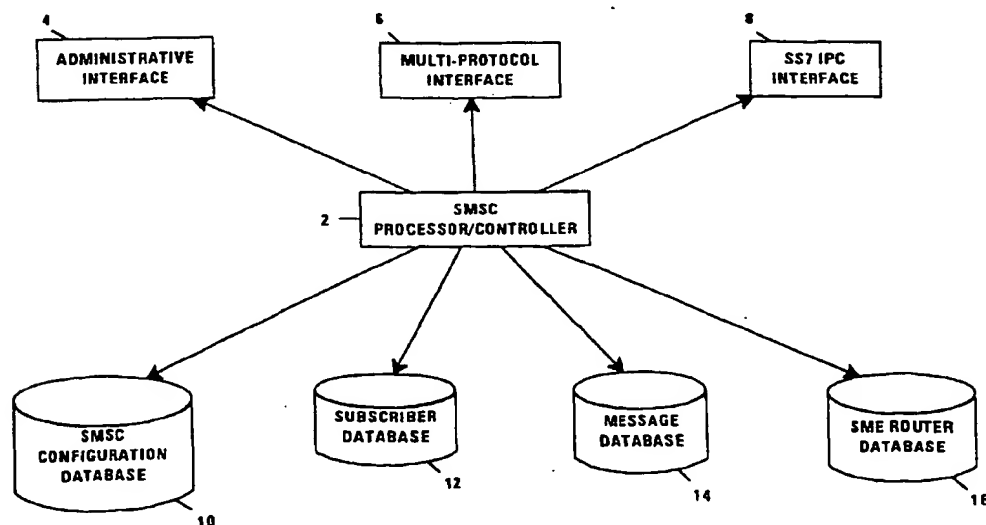 4
ADMINISTRATIVE
INTERFACE
6
MULTI-PROTOCOL
INTERFACE
8
SS7 IPC
INTERFACE
2
SMSC
PROCESSOR/CONTROLLER
SMSC
CONFIGURATION
DATABASE
10
SUBSCRIBER
DATABASE
12
MESSAGE
DATABASE
14
SME ROUTER
DATABASE
16